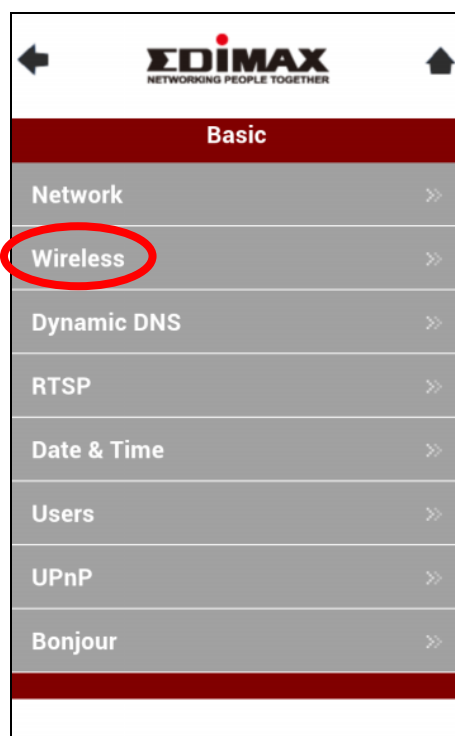 EDIMAX
NETWORKING PEOPLE TOGETHER
Basic
Network
Wireless
Dynamic DNS
RTSP
Date & Time
Users
UPnP
Bonjour